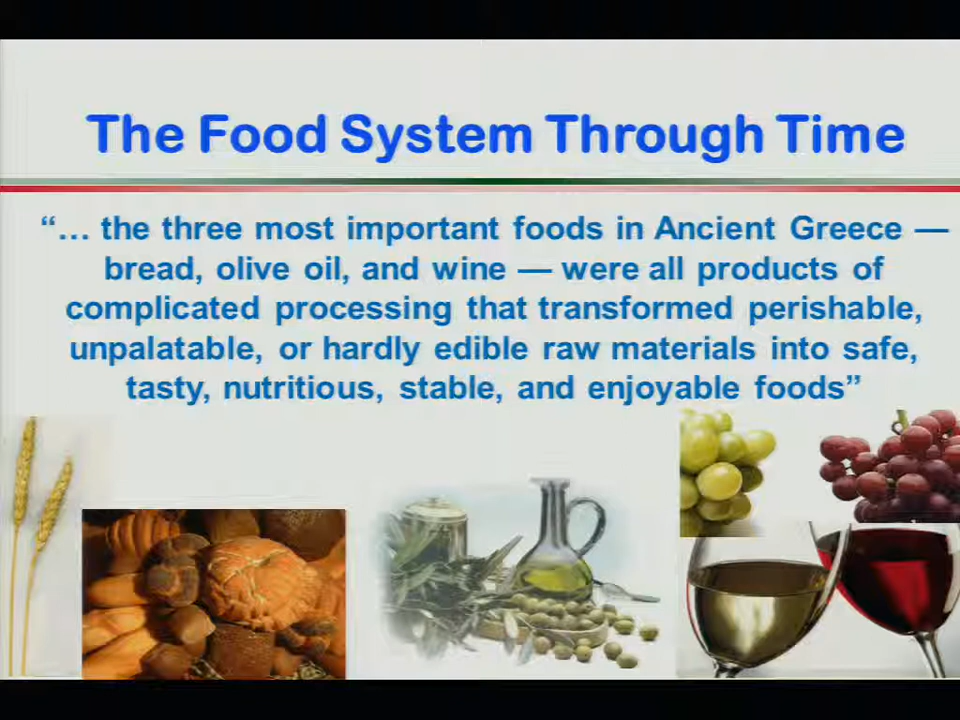 The Food System Through Time
“… the three most important foods in Ancient Greece —
bread, olive oil, and wine — were all products of
complicated processing that transformed perishable,
unpalatable, or hardly edible raw materials into safe,
tasty, nutritious, stable, and enjoyable foods”